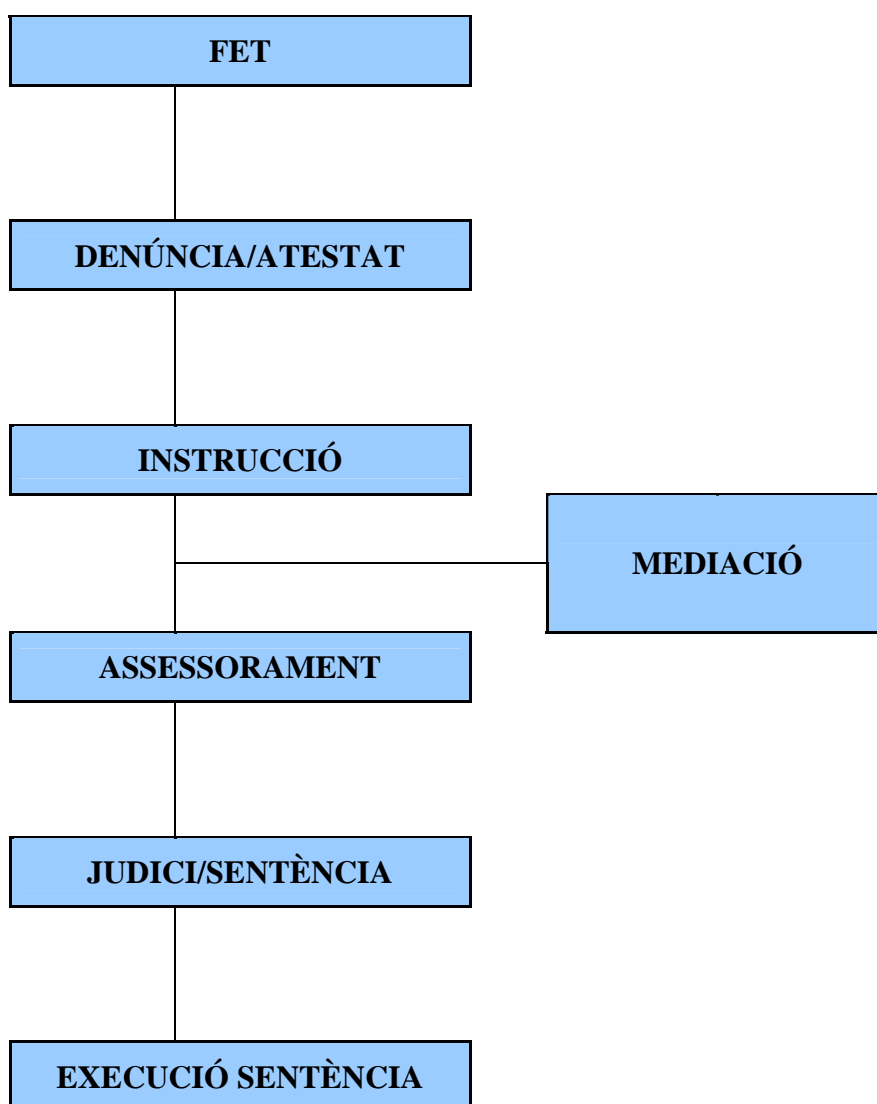 FET
DENÚNCIA/ATESTAT
INSTRUCCIÓ
MEDIACIÓ
ASSESSORAMENT
JUDICI/SENTÈNCIA
EXECUCIÓ SENTÈNCIA